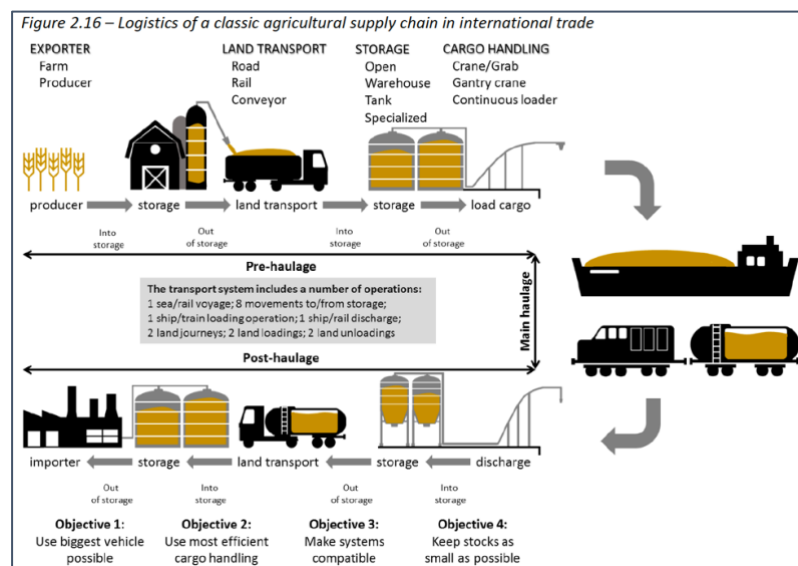 Figure 2.16 – Logistics of a classic agricultural supply chain in international trade
EXPORTER
Farm
Producer
LAND TRANSPORT
Road
Rail
Conveyor
STORAGE
Open
Warehouse
Tank
Specialized
CARGO HANDLING
Crane/Grab
Gantry crane
Continuous loader
producer
storage
land transport
storage
load cargo
Into
storage
Out
of storage
Into
storage
Out
of storage
Pre-haulage
The transport system includes a number of operations:
1 sea/rail voyage; 8 movements to/from storage;
1 ship/train loading operation; 1 ship/rail discharge;
2 land journeys; 2 land loadings; 2 land unloadings
Main haulage
Post-haulage
importer
storage
land transport
storage
discharge
Out
of storage
Into
storage
Out
of storage
Into
storage
Objective 1:
Use biggest vehicle
possible
Objective 2:
Use most efficient
cargo handling
Objective 3:
Make systems
compatible
Objective 4:
Keep stocks as
small as possible